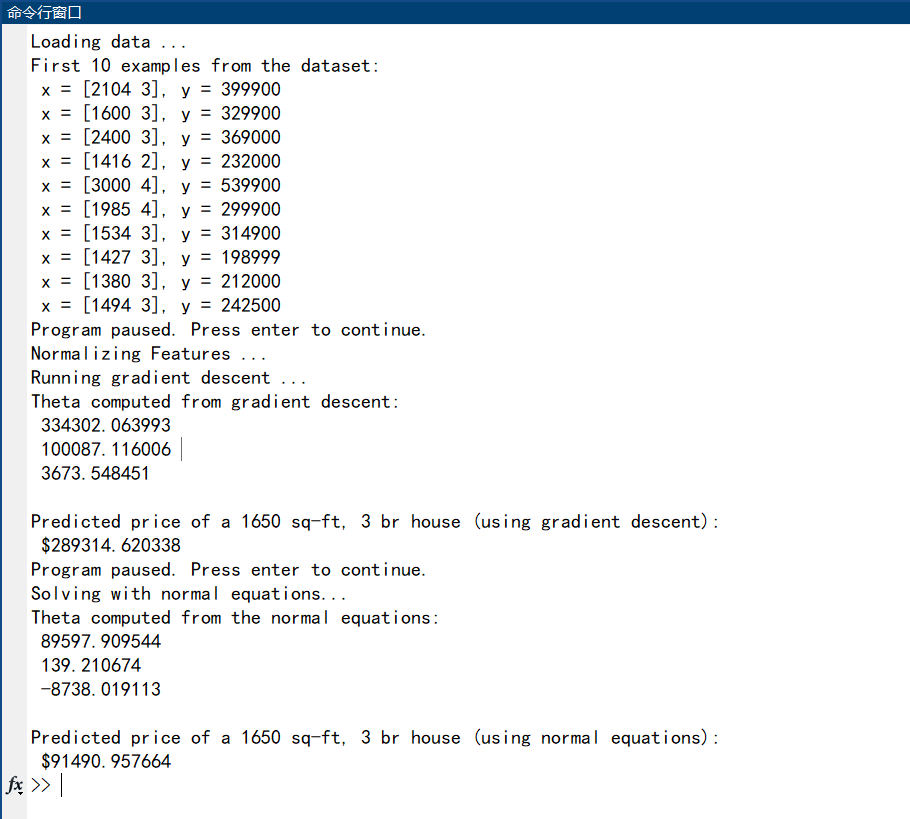 命令行窗口
Loading data ...
First 10 examples from the dataset:
x = [2104 3], y = 399900
x = [1600 3], y = 329900
x = [2400 3], y = 369000
x = [1416 2], y = 232000
x = [3000 4], y = 539900
x = [1985 4], y = 299900
x = [1534 3], y = 314900
x = [1427 3], y = 198999
x = [1380 3], y = 212000
x = [1494 3], y = 242500
Program paused. Press enter to continue.
Normalizing Features ...
Running gradient descent ...
Theta computed from gradient descent:
334302.063993
100087.116006
3673.548451
Predicted price of a 1650 sq-ft, 3 br house (using gradient descent):
$289314.620338
Program paused. Press enter to continue.
Solving with normal equations...
Theta computed from the normal equations:
89597.909544
139.210674
-8738.019113
Predicted price of a 1650 sq-ft, 3 br house (using normal equations):
$91490.957664
fx >>